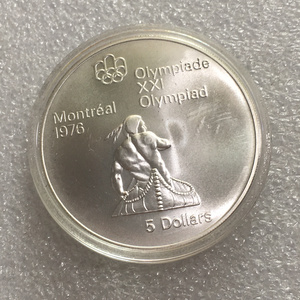 Olympiade
XXI
Olympiad
Montréal
1976
5 Dollars